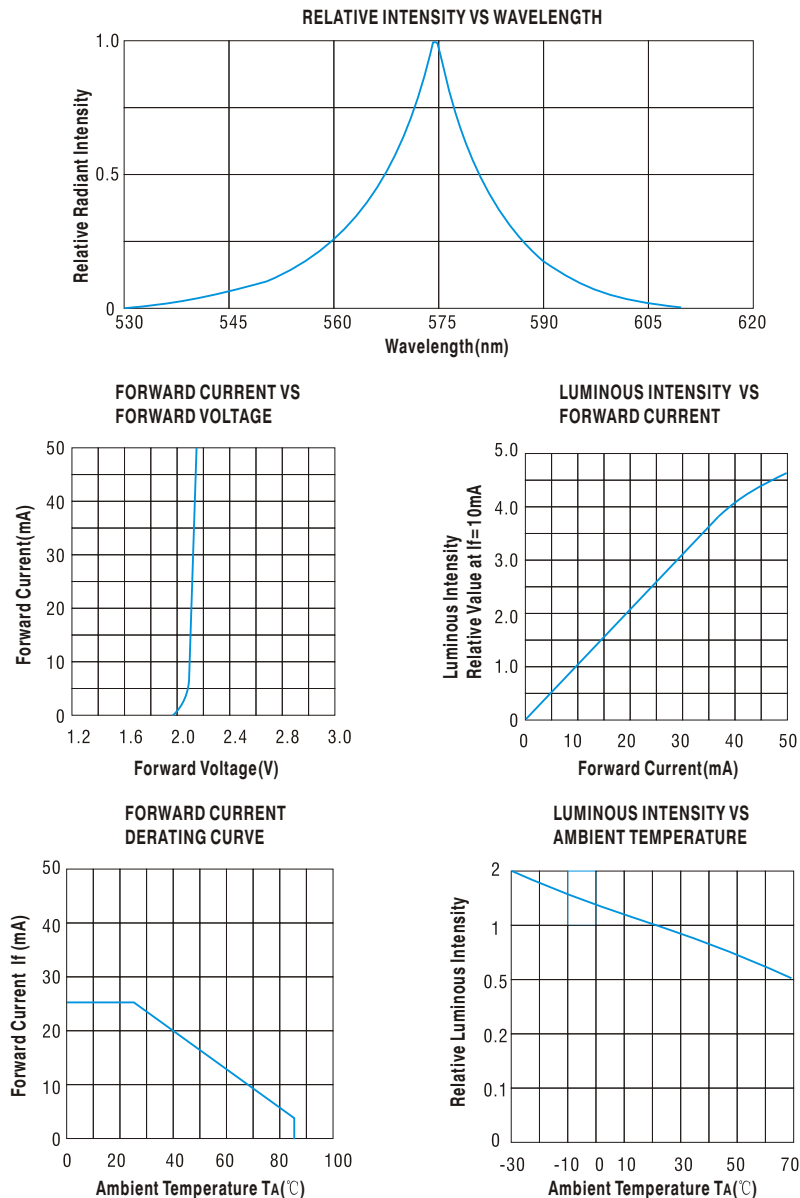 RELATIVE INTENSITY VS WAVELENGTH
1.0
0.5
0
Relative Radiant Intensity
530 545 560 575 590 605 620
Wavelength(nm)
FORWARD CURRENT VS
FORWARD VOLTAGE
50
40
30
20
10
0
Forward Current(mA)
1.2 1.6 2.0 2.4 2.8 3.0
Forward Voltage(V)
LUMINOUS INTENSITY VS
FORWARD CURRENT
5.0
4.0
3.0
2.0
1.0
0
Luminous Intensity
Relative Value at If=10mA
0 10 20 30 40 50
Forward Current(mA)
FORWARD CURRENT
DERATING CURVE
50
40
30
20
10
0
Forward Current If (mA)
0 20 40 60 80 100
Ambient Temperature TA(℃)
LUMINOUS INTENSITY VS
AMBIENT TEMPERATURE
2
1
0.5
0.2
0.1
0
Relative Luminous Intensity
-30 -10 0 10 30 50 70
Ambient Temperature TA(℃)